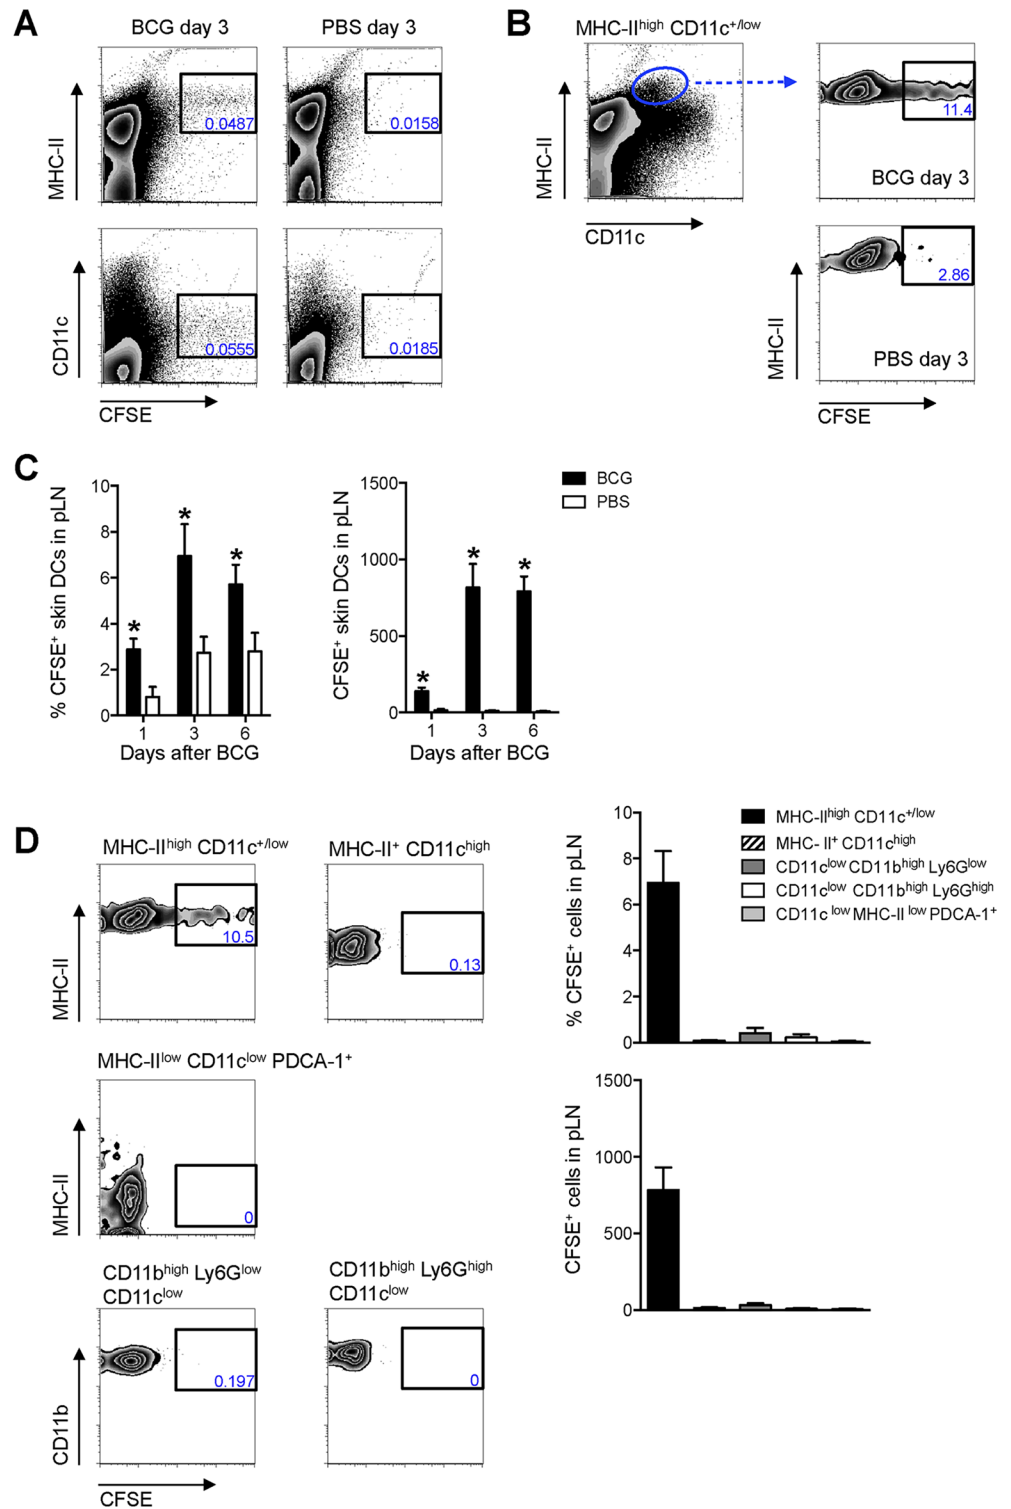 A
BCG day 3
PBS day 3
MHC-II
0.0487
0.0158
CD11c
0.0555
0.0185
CFSE
B
MHC-IIhigh CD11c+/low
MHC-II
CD11c
11.4
BCG day 3
2.86
PBS day 3
MHC-II
CFSE
C
% CFSE+ skin DCs in pLN
10
8
6
4
2
0
*
*
*
1 3 6
Days after BCG
CFSE+ skin DCs in pLN
1500
1000
500
0
*
*
*
1 3 6
Days after BCG
BCG
PBS
D
MHC-IIhigh CD11c+/low
MHC-II
10.5
MHC-II+ CD11chigh
0.13
MHC-IIlow CD11clow PDCA-1+
MHC-II
0
CD11bhigh Ly6Glow
CD11clow
CD11b
0.197
CD11bhigh Ly6Ghigh
CD11clow
0
CFSE
% CFSE+ cells in pLN
10
8
6
4
2
0
MHC-IIhigh CD11c+/low
MHC- II+ CD11chigh
CD11clow CD11bhigh Ly6Glow
CD11clow CD11bhigh Ly6Ghigh
CD11c low MHC-II low PDCA-1+
CFSE+ cells in pLN
1500
1000
500
0